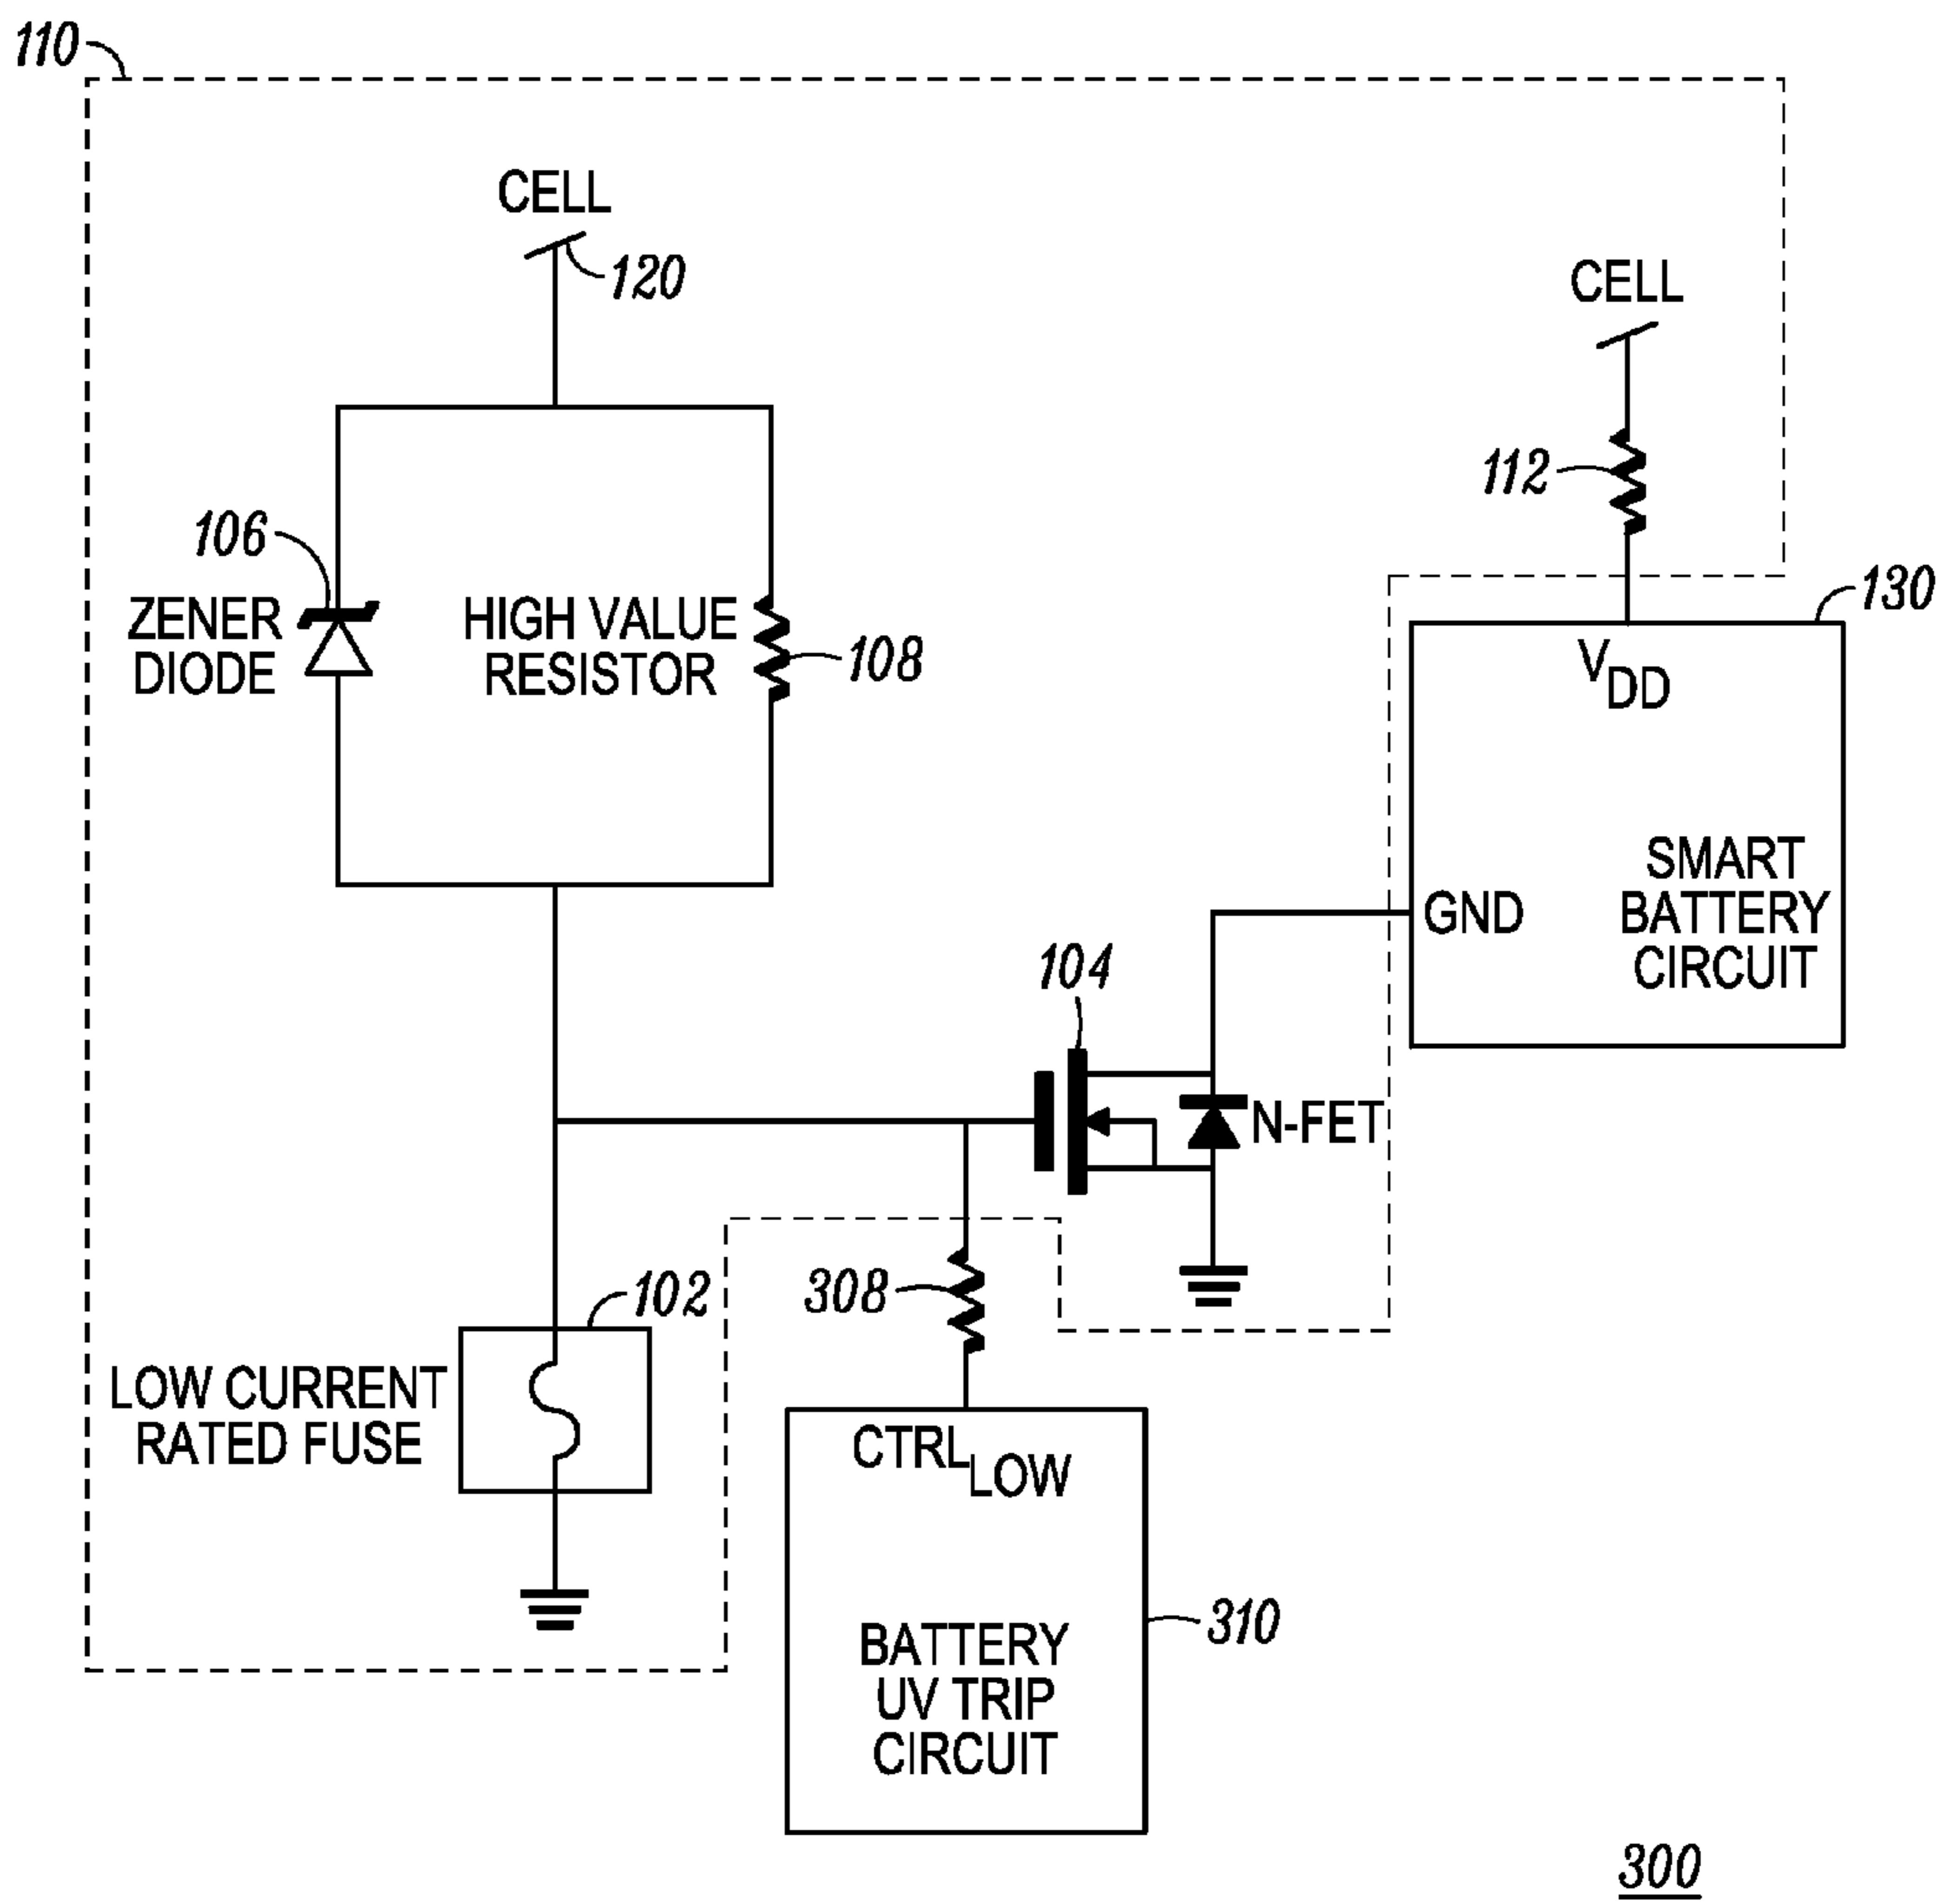 110
CELL
120
CELL
112
106
ZENER
DIODE
HIGH VALUE
RESISTOR
108
130
VDD
SMART
BATTERY
CIRCUIT
GND
104
N-FET
308
102
LOW CURRENT
RATED FUSE
CTRLLOW
BATTERY
UV TRIP
CIRCUIT
310
300